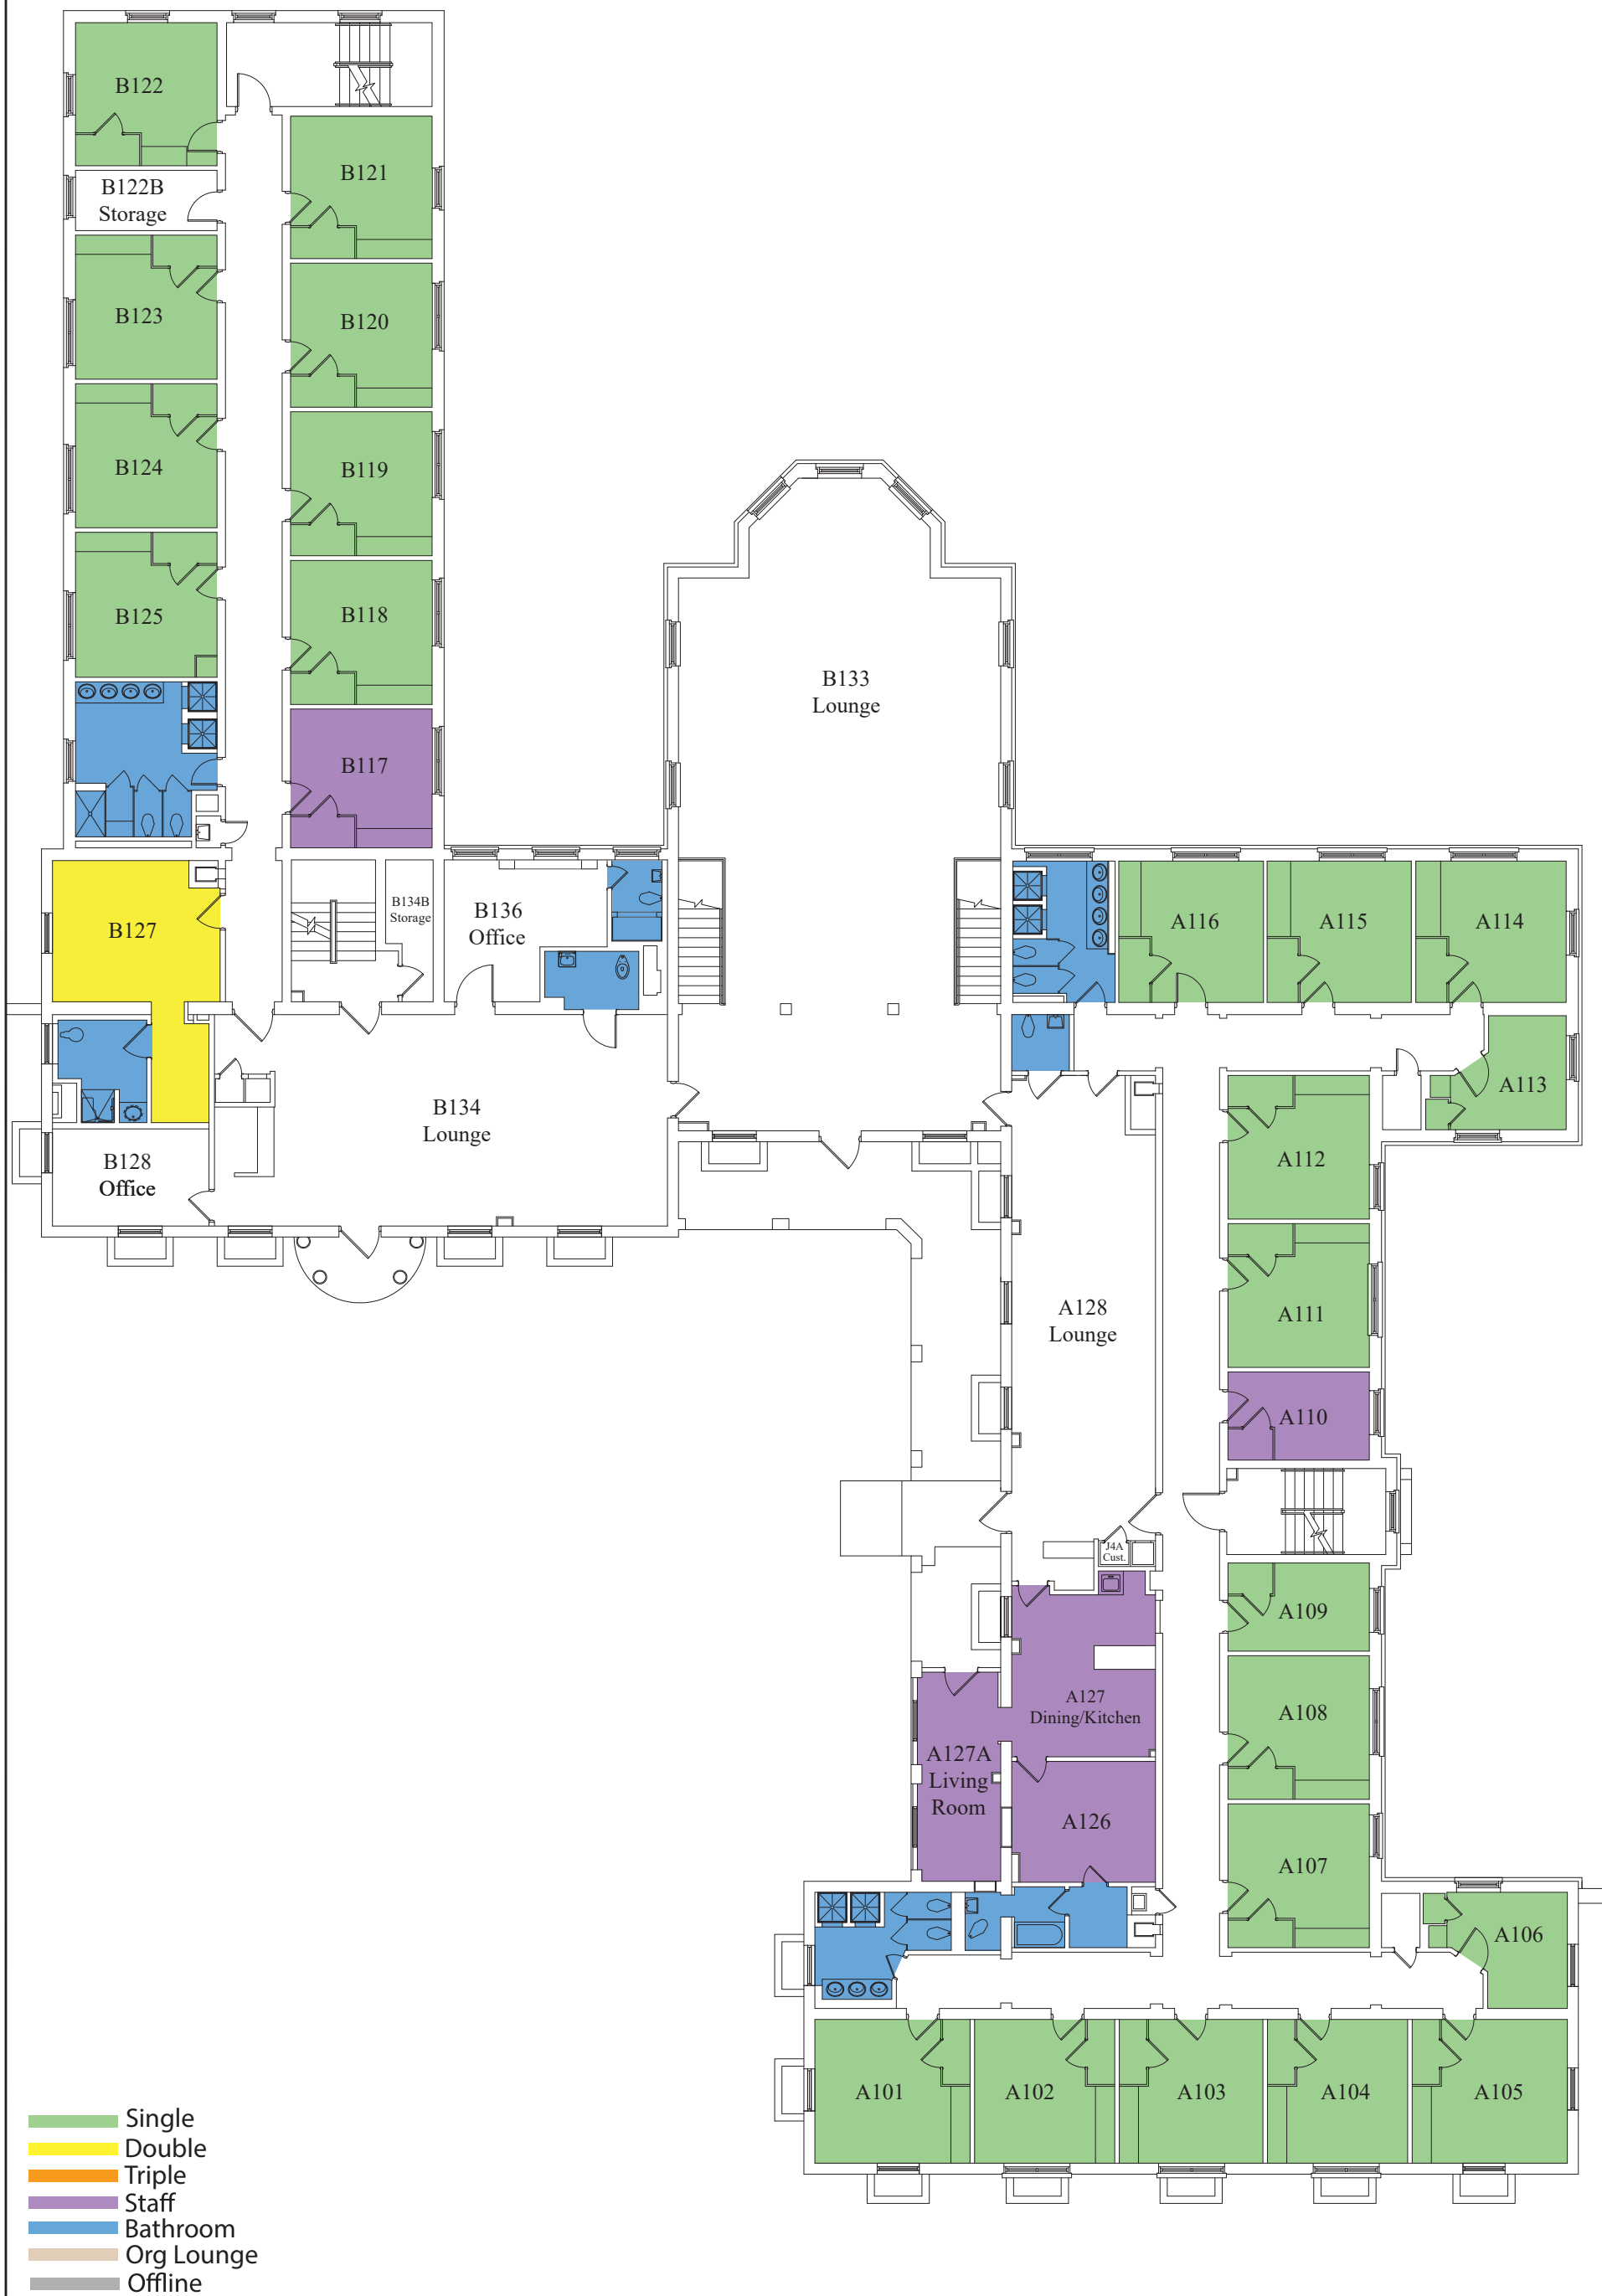 B122
B121
B122B
Storage
B123
B120
B124
B119
B125
B118
B133
Lounge
B117
B134B
Storage
B136
Office
B127
A116
A115
A114
A113
B134
Lounge
B128
Office
A112
A111
A128
Lounge
A110
J4A
Cust.
A109
A127
Dining/Kitchen
A108
A127A
Living
Room
A126
A107
A106
A101
A102
A103
A104
A105
Single
Double
Triple
Staff
Bathroom
Org Lounge
Offline